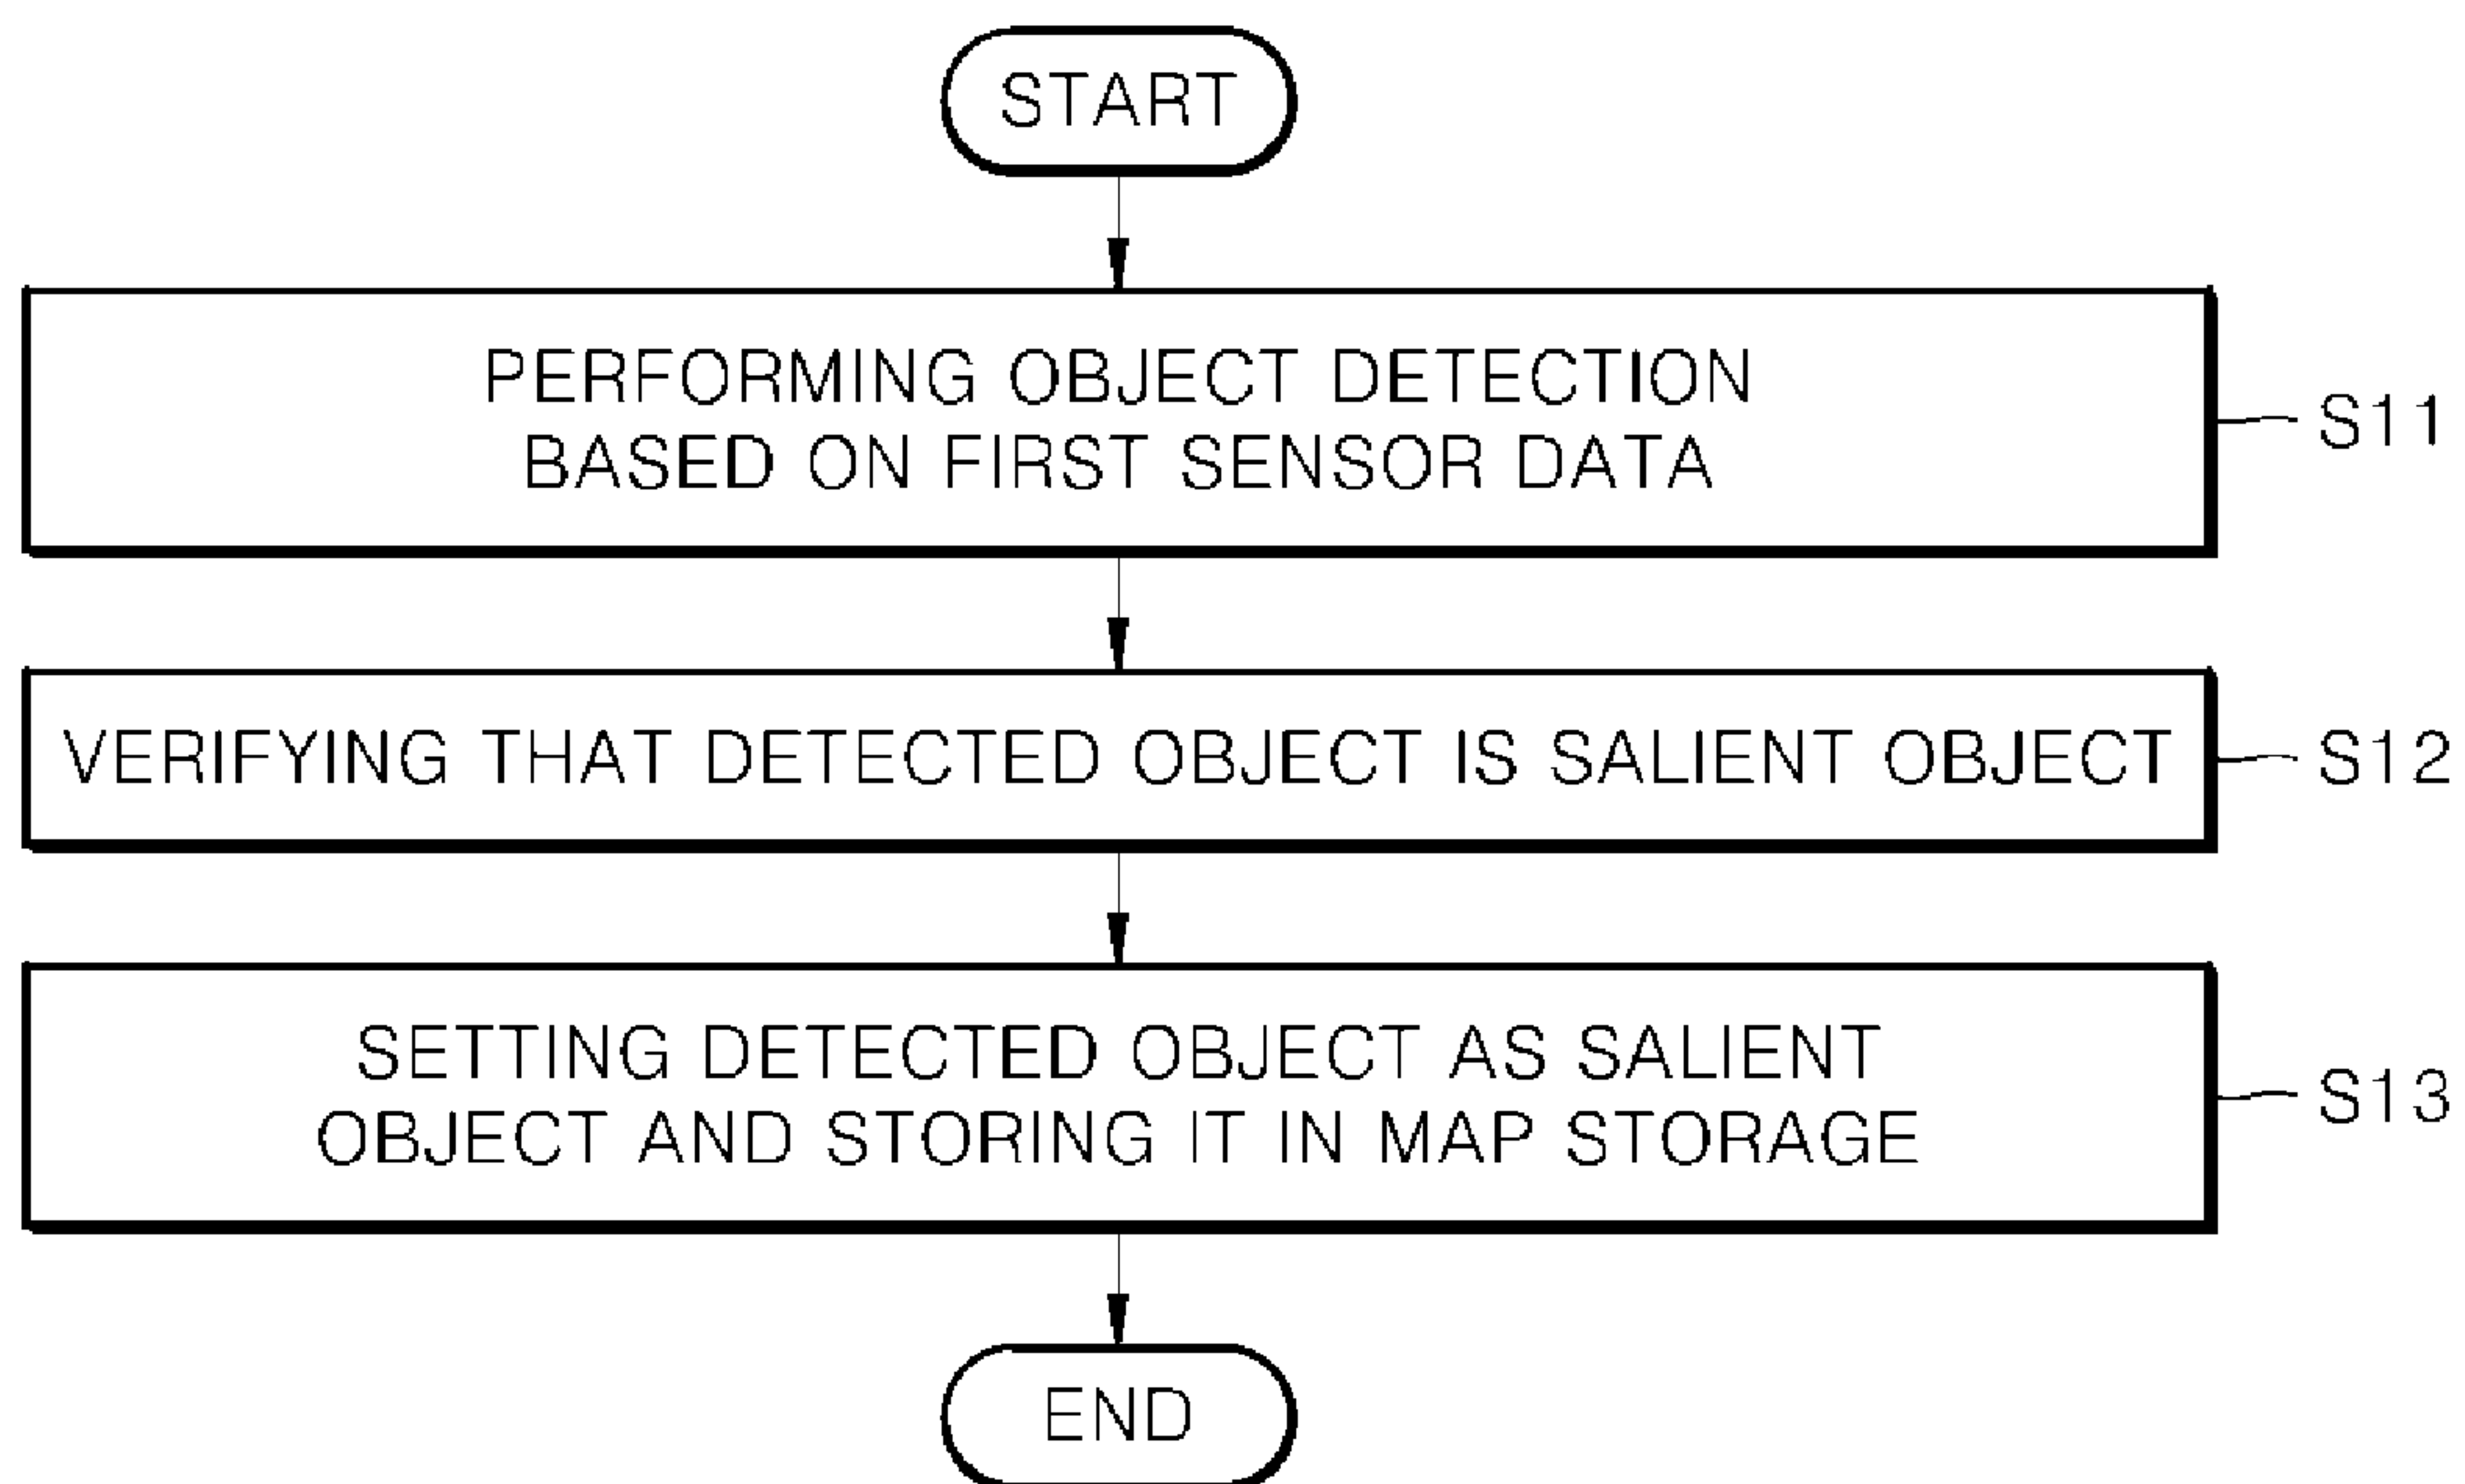 START
PERFORMING OBJECT DETECTION
BASED ON FIRST SENSOR DATA
S11
VERIFYING THAT DETECTED OBJECT IS SALIENT OBJECT
S12
SETTING DETECTED OBJECT AS SALIENT
OBJECT AND STORING IT IN MAP STORAGE
S13
END